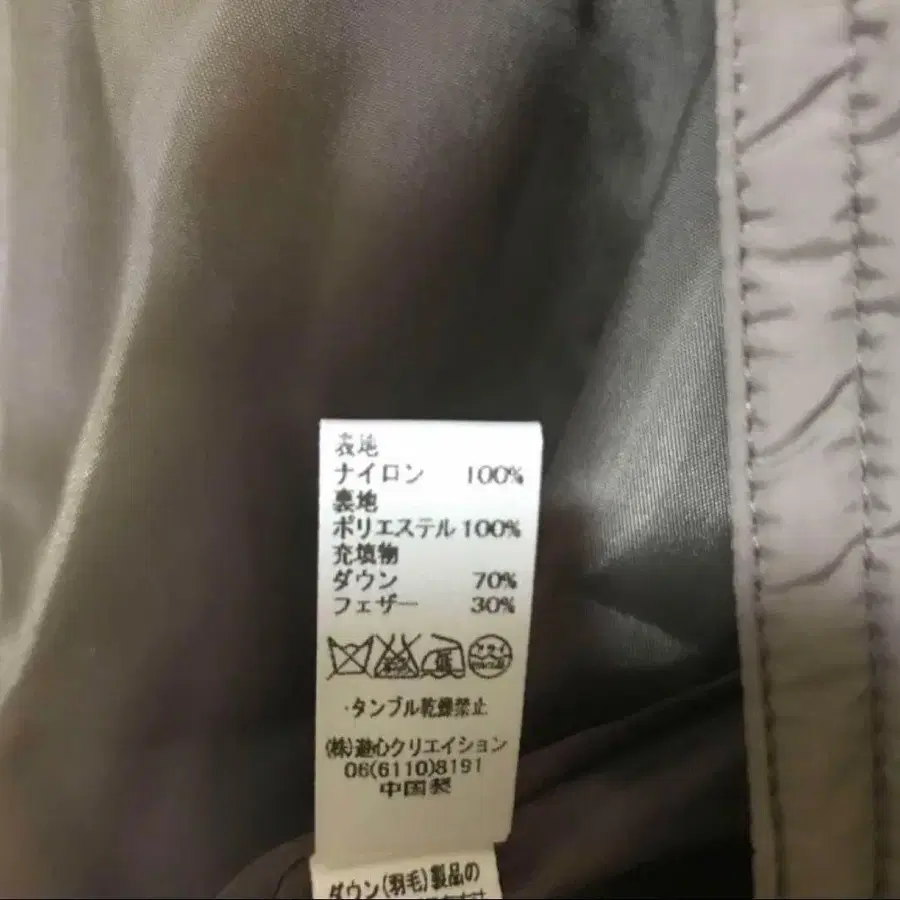 表地
ナイロン 100%
裏地
ポリエステル 100%
充填物
ダウン 70%
フェザー 30%
低
・タンブル乾燥禁止
(株)遊心クリエイション
06(6110)8191
中国製
ダウン(羽毛)製品の